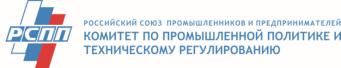 РСПП
РОССИЙСКИЙ СОЮЗ ПРОМЫШЛЕННИКОВ И ПРЕДПРИНИМАТЕЛЕЙ
КОМИТЕТ ПО ПРОМЫШЛЕННОЙ ПОЛИТИКЕ И
ТЕХНИЧЕСКОМУ РЕГУЛИРОВАНИЮ